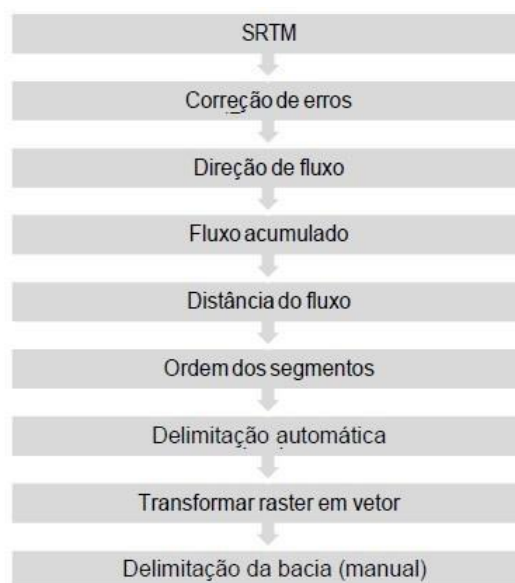 SRTM
Correção de erros
Direção de fluxo
Fluxo acumulado
Distância do fluxo
Ordem dos segmentos
Delimitação automática
Transformar raster em vetor
Delimitação da bacia (manual)